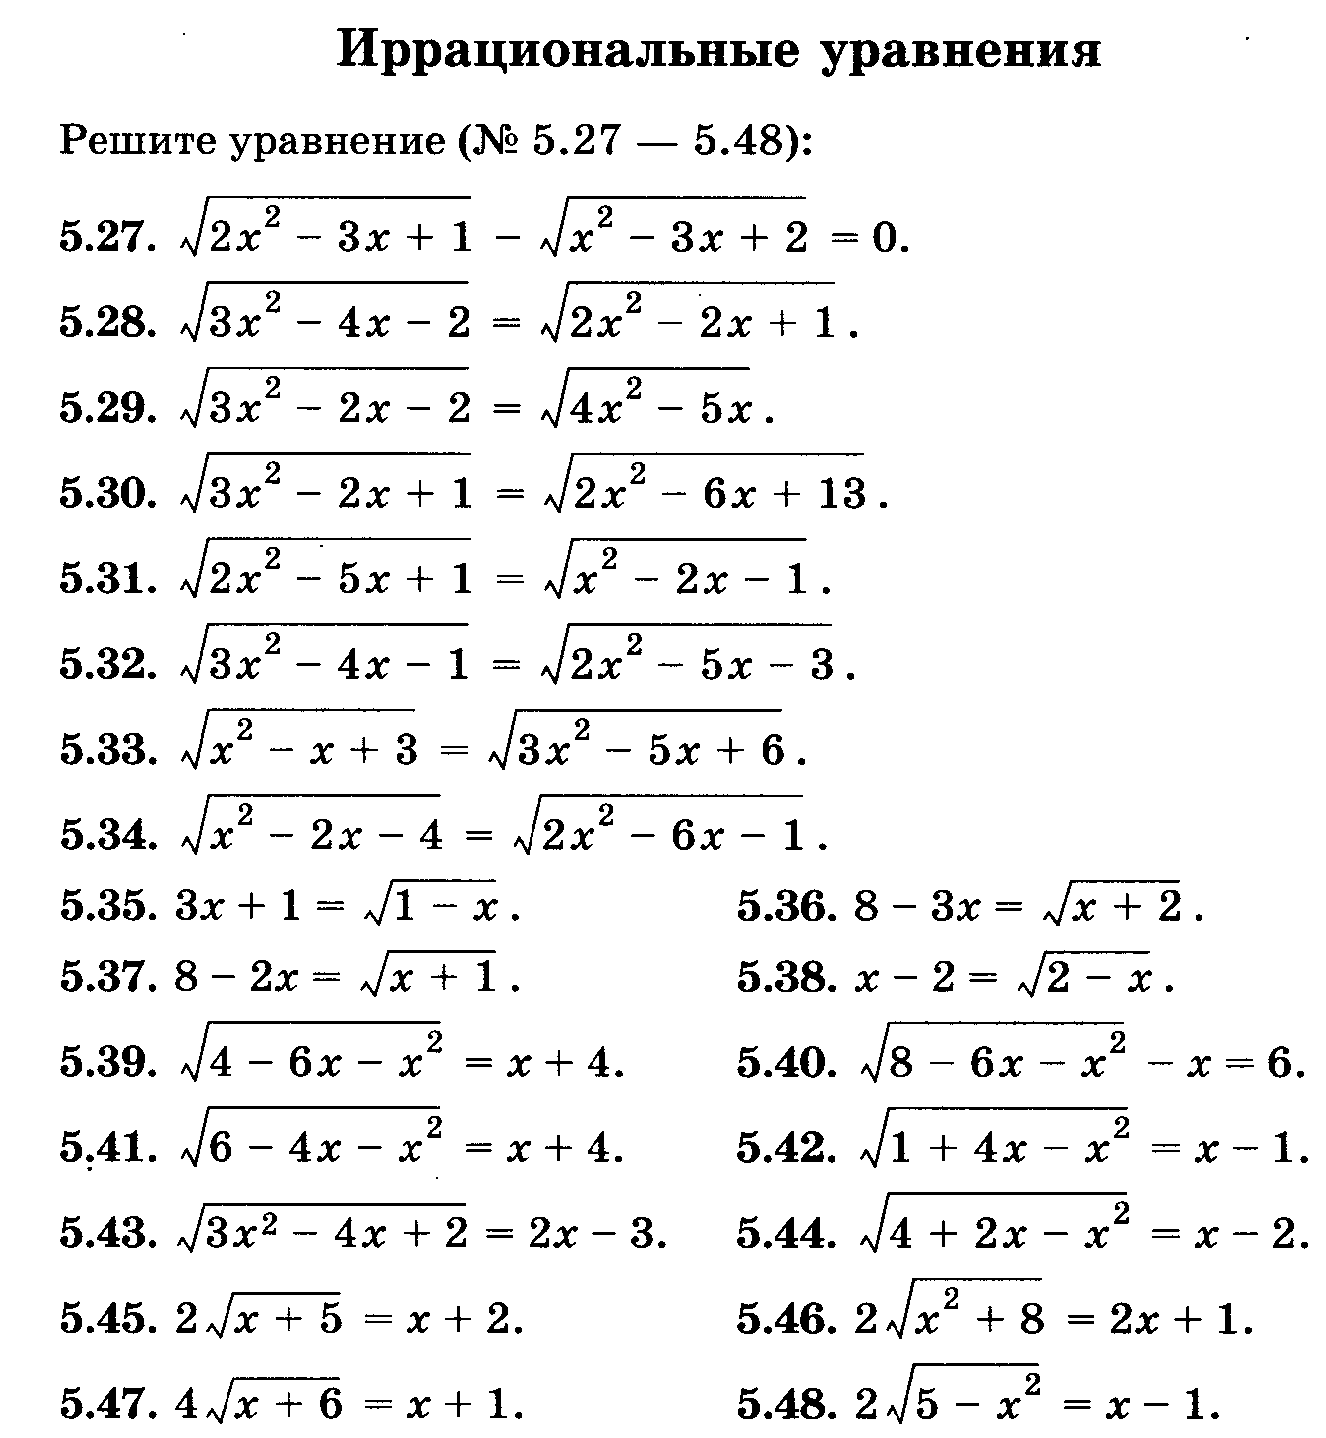 Иррациональные уравнения
Решите уравнение (№ 5.27 — 5.48):
5.27. √(2x² − 3x + 1) − √(x² − 3x + 2) = 0.
5.28. √(3x² − 4x − 2) = √(2x² − 2x + 1).
5.29. √(3x² − 2x − 2) = √(4x² − 5x).
5.30. √(3x² − 2x + 1) = √(2x² − 6x + 13).
5.31. √(2x² − 5x + 1) = √(x² − 2x − 1).
5.32. √(3x² − 4x − 1) = √(2x² − 5x − 3).
5.33. √(x² − x + 3) = √(3x² − 5x + 6).
5.34. √(x² − 2x − 4) = √(2x² − 6x − 1).
5.35. 3x + 1 = √(1 − x). 5.36. 8 − 3x = √(x + 2).
5.37. 8 − 2x = √(x + 1). 5.38. x − 2 = √(2 − x).
5.39. √(4 − 6x − x²) = x + 4. 5.40. √(8 − 6x − x²) − x = 6.
5.41. √(6 − 4x − x²) = x + 4. 5.42. √(1 + 4x − x²) = x − 1.
5.43. √(3x² − 4x + 2) = 2x − 3. 5.44. √(4 + 2x − x²) = x − 2.
5.45. 2√(x + 5) = x + 2. 5.46. 2√(x² + 8) = 2x + 1.
5.47. 4√(x + 6) = x + 1. 5.48. 2√(5 − x²) = x − 1.